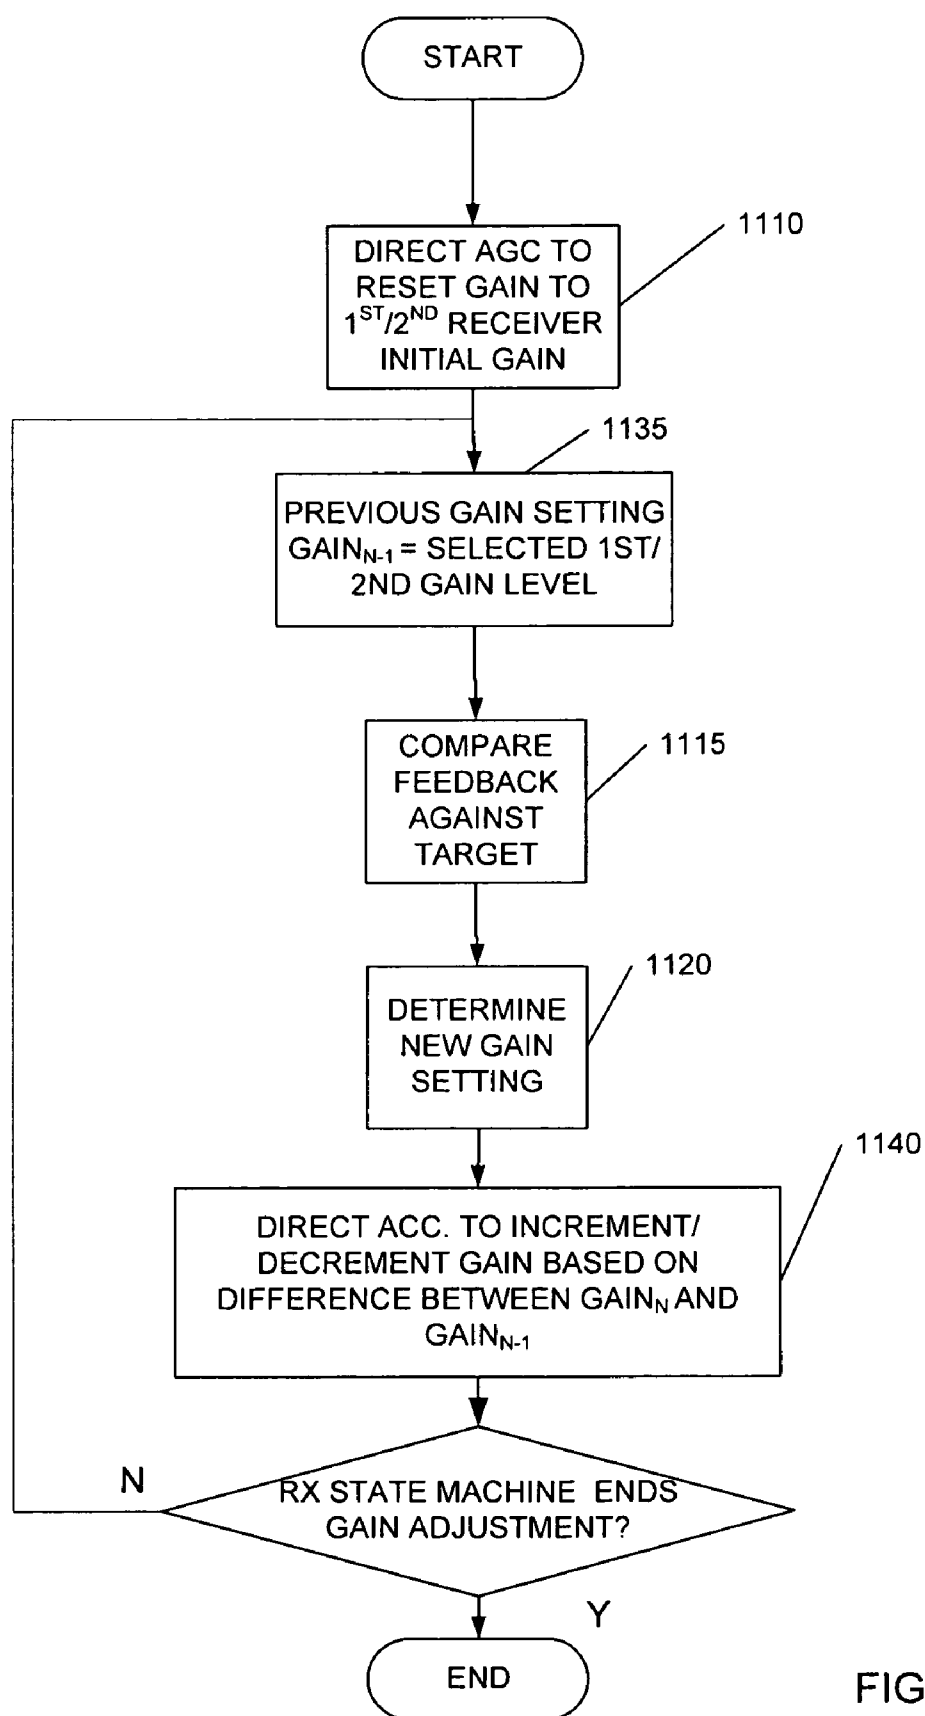 START
1110
DIRECT AGC TO
RESET GAIN TO
1ST/2ND RECEIVER
INITIAL GAIN
1135
PREVIOUS GAIN SETTING
GAINN-1 = SELECTED 1ST/
2ND GAIN LEVEL
1115
COMPARE
FEEDBACK
AGAINST
TARGET
1120
DETERMINE
NEW GAIN
SETTING
1140
DIRECT ACC. TO INCREMENT/
DECREMENT GAIN BASED ON
DIFFERENCE BETWEEN GAINN AND
GAINN-1
N
RX STATE MACHINE ENDS
GAIN ADJUSTMENT?
Y
END
FIG